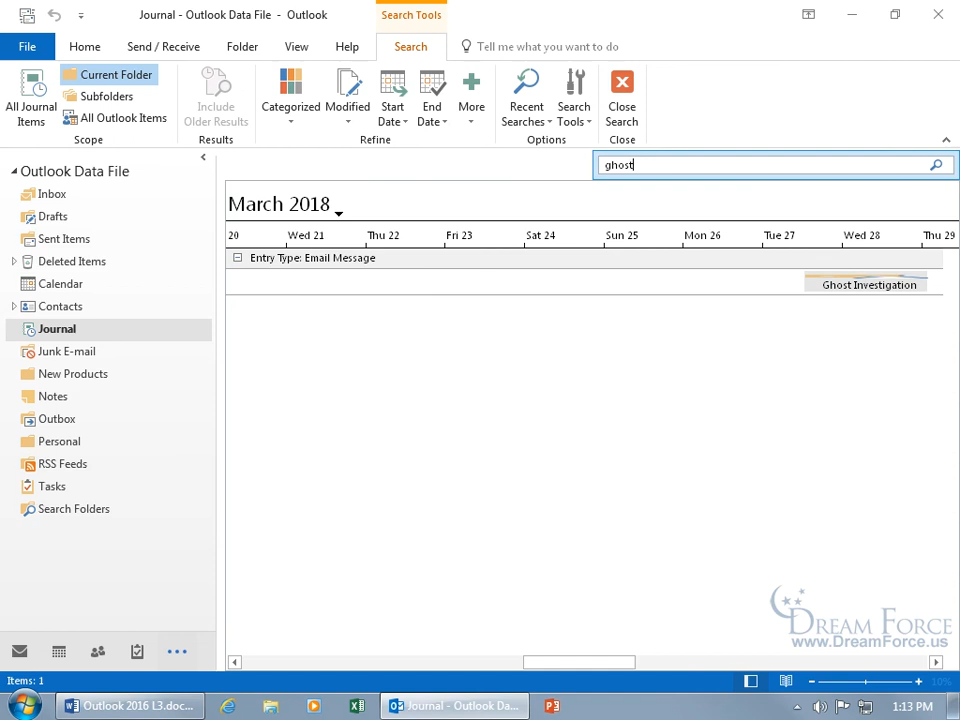 Journal - Outlook Data File - Outlook
Search Tools
File
Home
Send / Receive
Folder
View
Help
Search
Tell me what you want to do
All Journal Items
Current Folder
Subfolders
All Outlook Items
Scope
Include Older Results
Results
Categorized
Modified
Start Date
End Date
More
Refine
Recent Searches
Search Tools
Options
Close Search
Close
Outlook Data File
Inbox
Drafts
Sent Items
Deleted Items
Calendar
Contacts
Journal
Junk E-mail
New Products
Notes
Outbox
Personal
RSS Feeds
Tasks
Search Folders
ghost
March 2018
20 Wed 21 Thu 22 Fri 23 Sat 24 Sun 25 Mon 26 Tue 27 Wed 28 Thu 29
Entry Type: Email Message
Ghost Investigation
Dream Force
www.DreamForce.us
Items: 1
10%
Outlook 2016 L3.doc...
Journal - Outlook Da...
1:13 PM